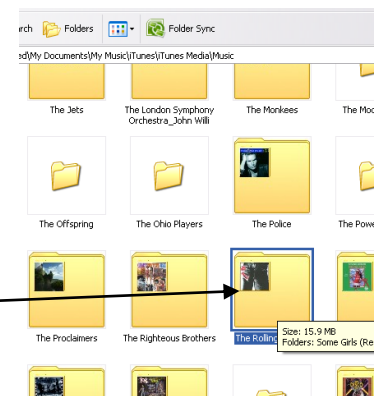 rch Folders Folder Sync
ed\My Documents\My Music\iTunes\iTunes Media\Music
The Jets The London Symphony The Monkees The Moo
Orchestra_John Willi
The Offspring The Ohio Players The Police The Powe
The Proclaimers The Righteous Brothers The Rolling
Size: 15.9 MB
Folders: Some Girls (Re